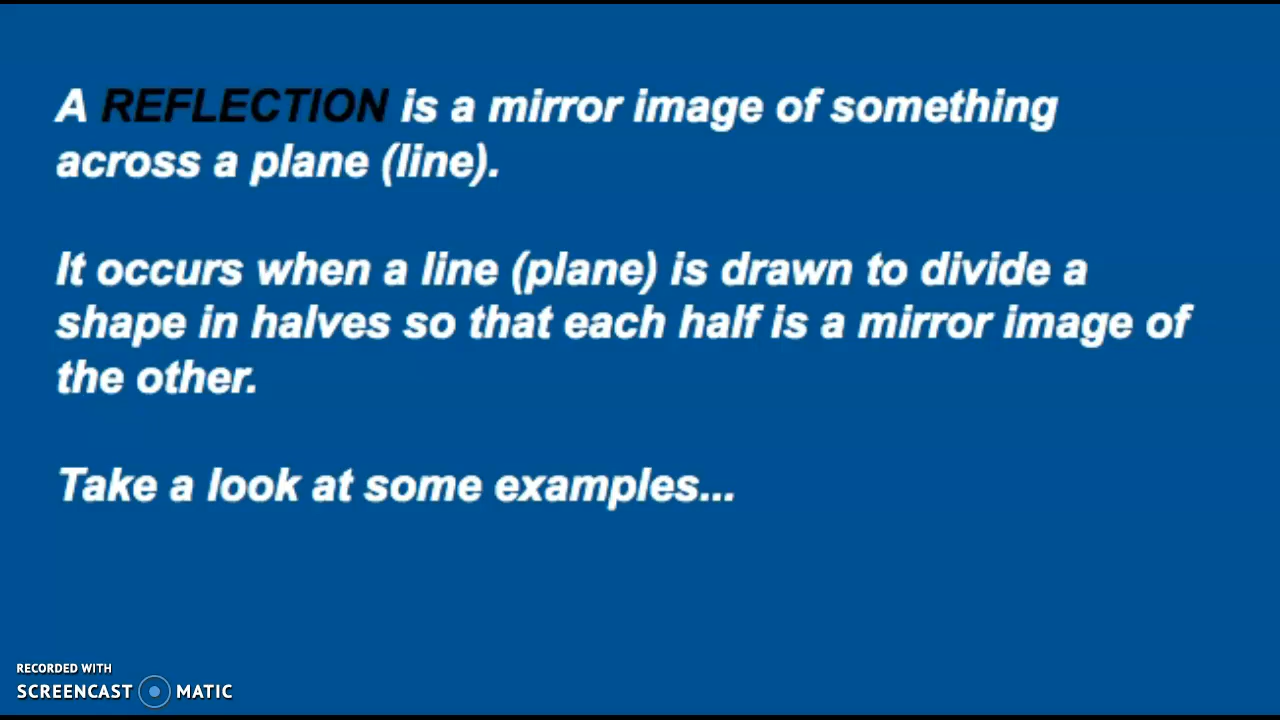 A REFLECTION is a mirror image of something
across a plane (line).
It occurs when a line (plane) is drawn to divide a
shape in halves so that each half is a mirror image of
the other.
Take a look at some examples...
RECORDED WITH
SCREENCAST MATIC